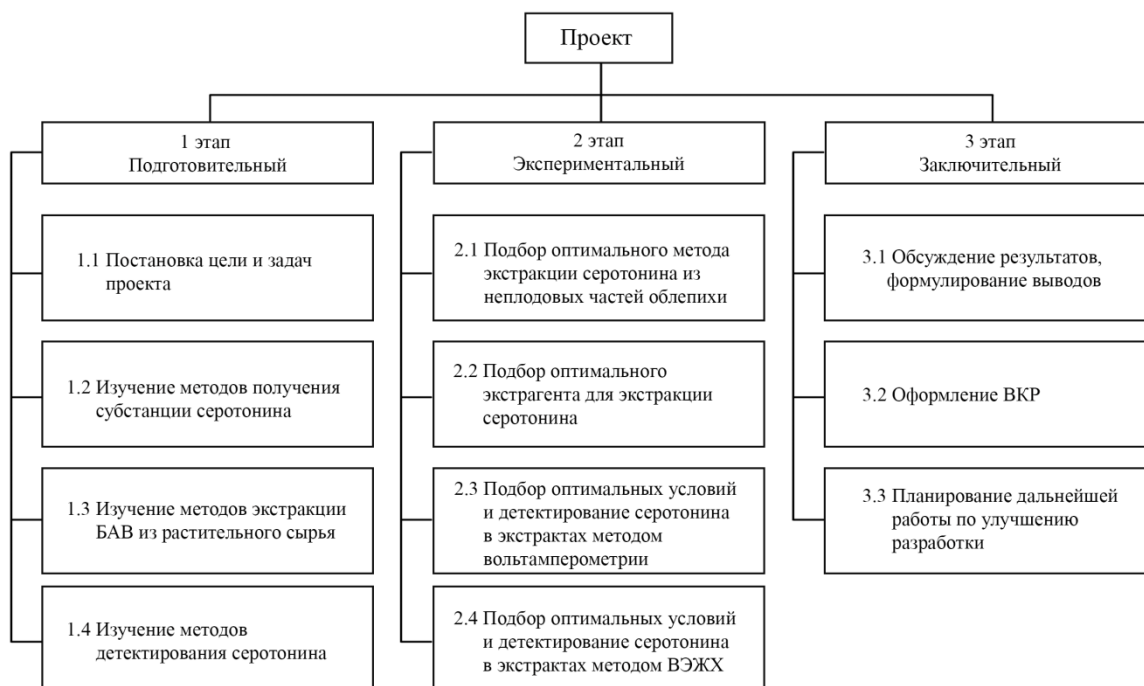 Проект
1 этап
Подготовительный
1.1 Постановка цели и задач
проекта
1.2 Изучение методов получения
субстанции серотонина
1.3 Изучение методов экстракции
БАВ из растительного сырья
1.4 Изучение методов
детектирования серотонина
2 этап
Экспериментальный
2.1 Подбор оптимального метода
экстракции серотонина из
неплодовых частей облепихи
2.2 Подбор оптимального
экстрагента для экстракции
серотонина
2.3 Подбор оптимальных условий
и детектирование серотонина
в экстрактах методом
вольтамперометрии
2.4 Подбор оптимальных условий
и детектирование серотонина
в экстрактах методом ВЭЖХ
3 этап
Заключительный
3.1 Обсуждение результатов,
формулирование выводов
3.2 Оформление ВКР
3.3 Планирование дальнейшей
работы по улучшению
разработки